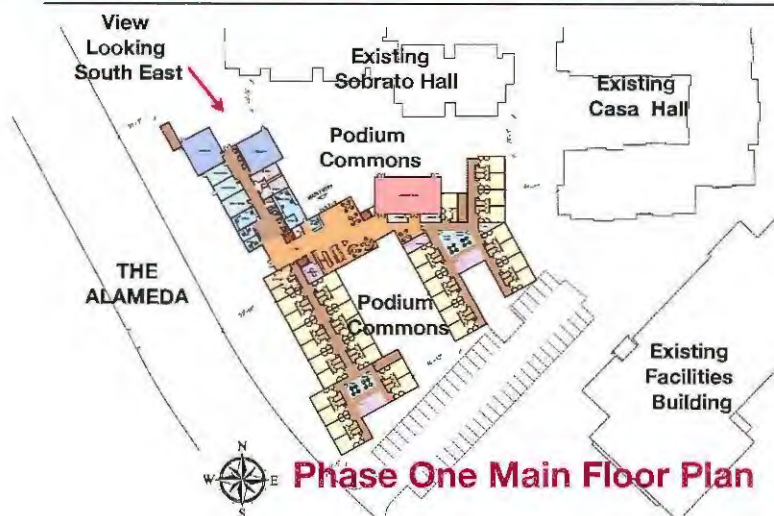 View
Looking
South East
Existing
Sobrato Hall
Existing
Casa Hall
Podium
Commons
THE
ALAMEDA
Podium
Commons
Existing
Facilities
Building
N
W E
S
Phase One Main Floor Plan